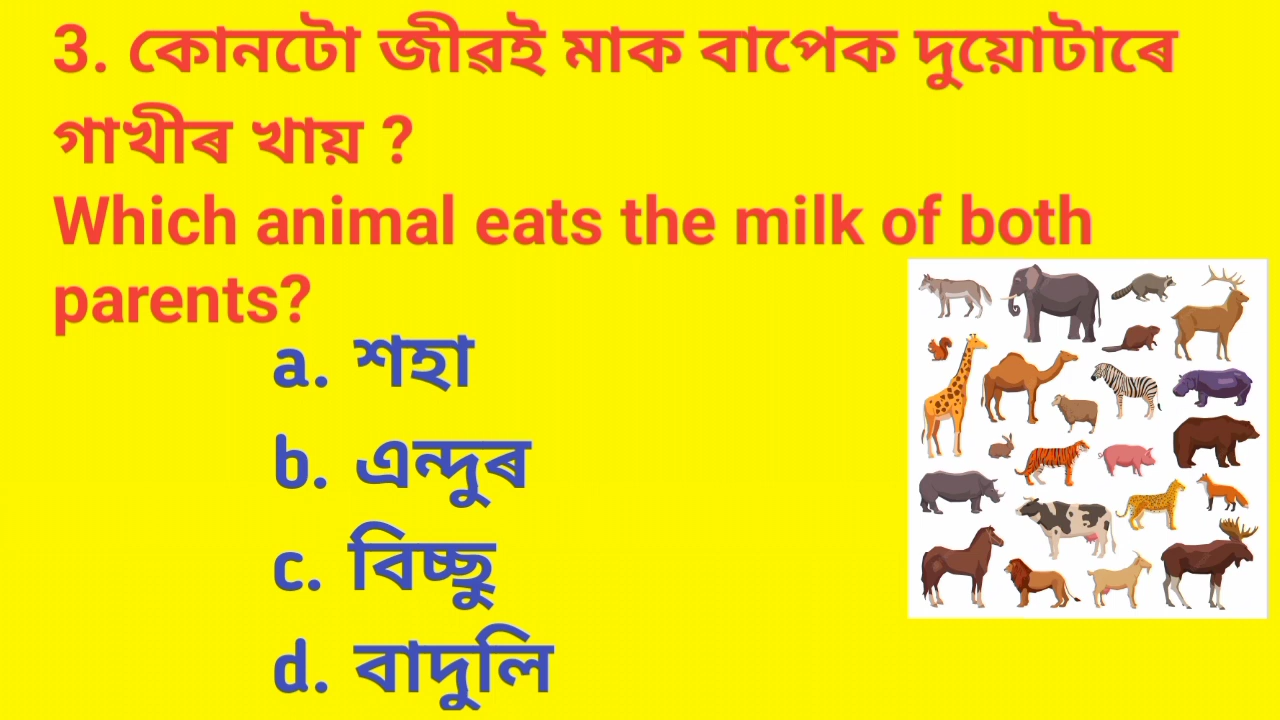 3. কোনটো জীৱই মাক বাপেক দুয়োটাৰে
গাখীৰ খায় ?
Which animal eats the milk of both
parents?
a. শহা
b. এন্দুৰ
c. বিচ্ছু
d. বাদুলি